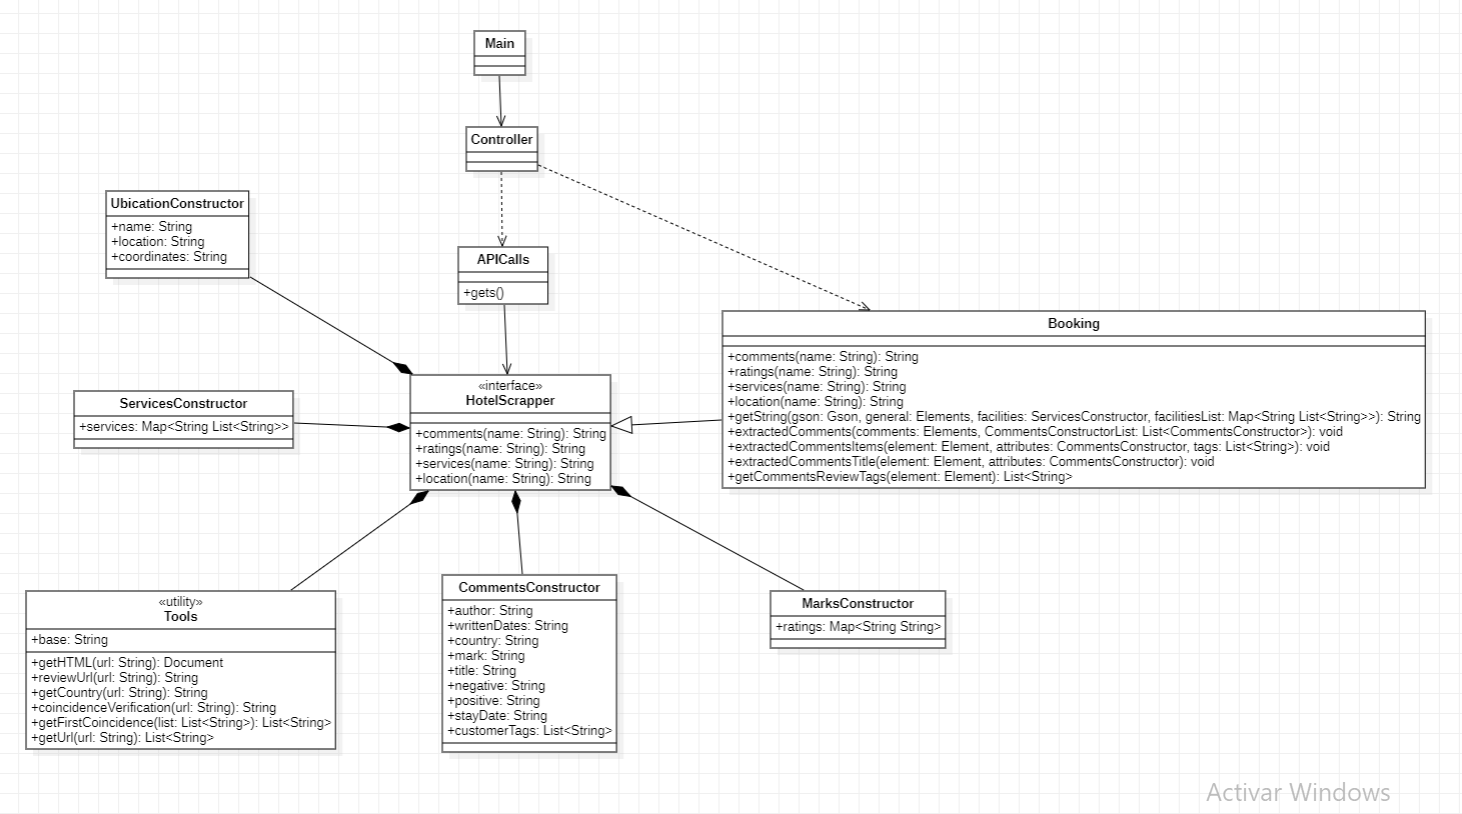 Main
Controller
UbicationConstructor
+name: String
+location: String
+coordinates: String
APICalls
+gets()
Booking
+comments(name: String): String
+ratings(name: String): String
+services(name: String): String
+location(name: String): String
+getString(gson: Gson, general: Elements, facilities: ServicesConstructor, facilitiesList: Map<String List<String>>): String
+extractedComments(comments: Elements, CommentsConstructorList: List<CommentsConstructor>): void
+extractedCommentsItems(element: Element, attributes: CommentsConstructor, tags: List<String>): void
+extractedCommentsTitle(element: Element, attributes: CommentsConstructor): void
+getCommentsReviewTags(element: Element): List<String>
ServicesConstructor
+services: Map<String List<String>>
«interface»
HotelScrapper
+comments(name: String): String
+ratings(name: String): String
+services(name: String): String
+location(name: String): String
«utility»
Tools
+base: String
+getHTML(url: String): Document
+reviewUrl(url: String): String
+getCountry(url: String): String
+coincidenceVerification(url: String): String
+getFirstCoincidence(list: List<String>): List<String>
+getUrl(url: String): List<String>
CommentsConstructor
+author: String
+writtenDates: String
+country: String
+mark: String
+title: String
+negative: String
+positive: String
+stayDate: String
+customerTags: List<String>
MarksConstructor
+ratings: Map<String String>
Activar Windows